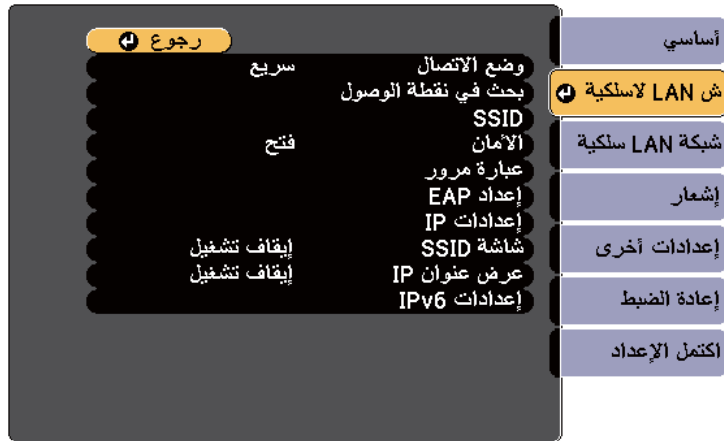 أساسي
ش LAN لاسلكية
شبكة LAN سلكية
إشعار
إعدادات أخرى
إعادة الضبط
اكتمل الإعداد
رجوع
وضع الاتصال سريع
بحث في نقطة الوصول
SSID
الأمان فتح
عبارة مرور
إعداد EAP
إعدادات IP
شاشة SSID إيقاف تشغيل
عرض عنوان IP إيقاف تشغيل
إعدادات IPv6